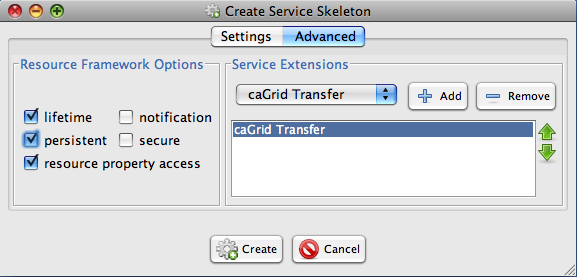 Create Service Skeleton
Settings Advanced
Resource Framework Options
lifetime notification
persistent secure
resource property access
Service Extensions
caGrid Transfer Add Remove
caGrid Transfer
Create Cancel